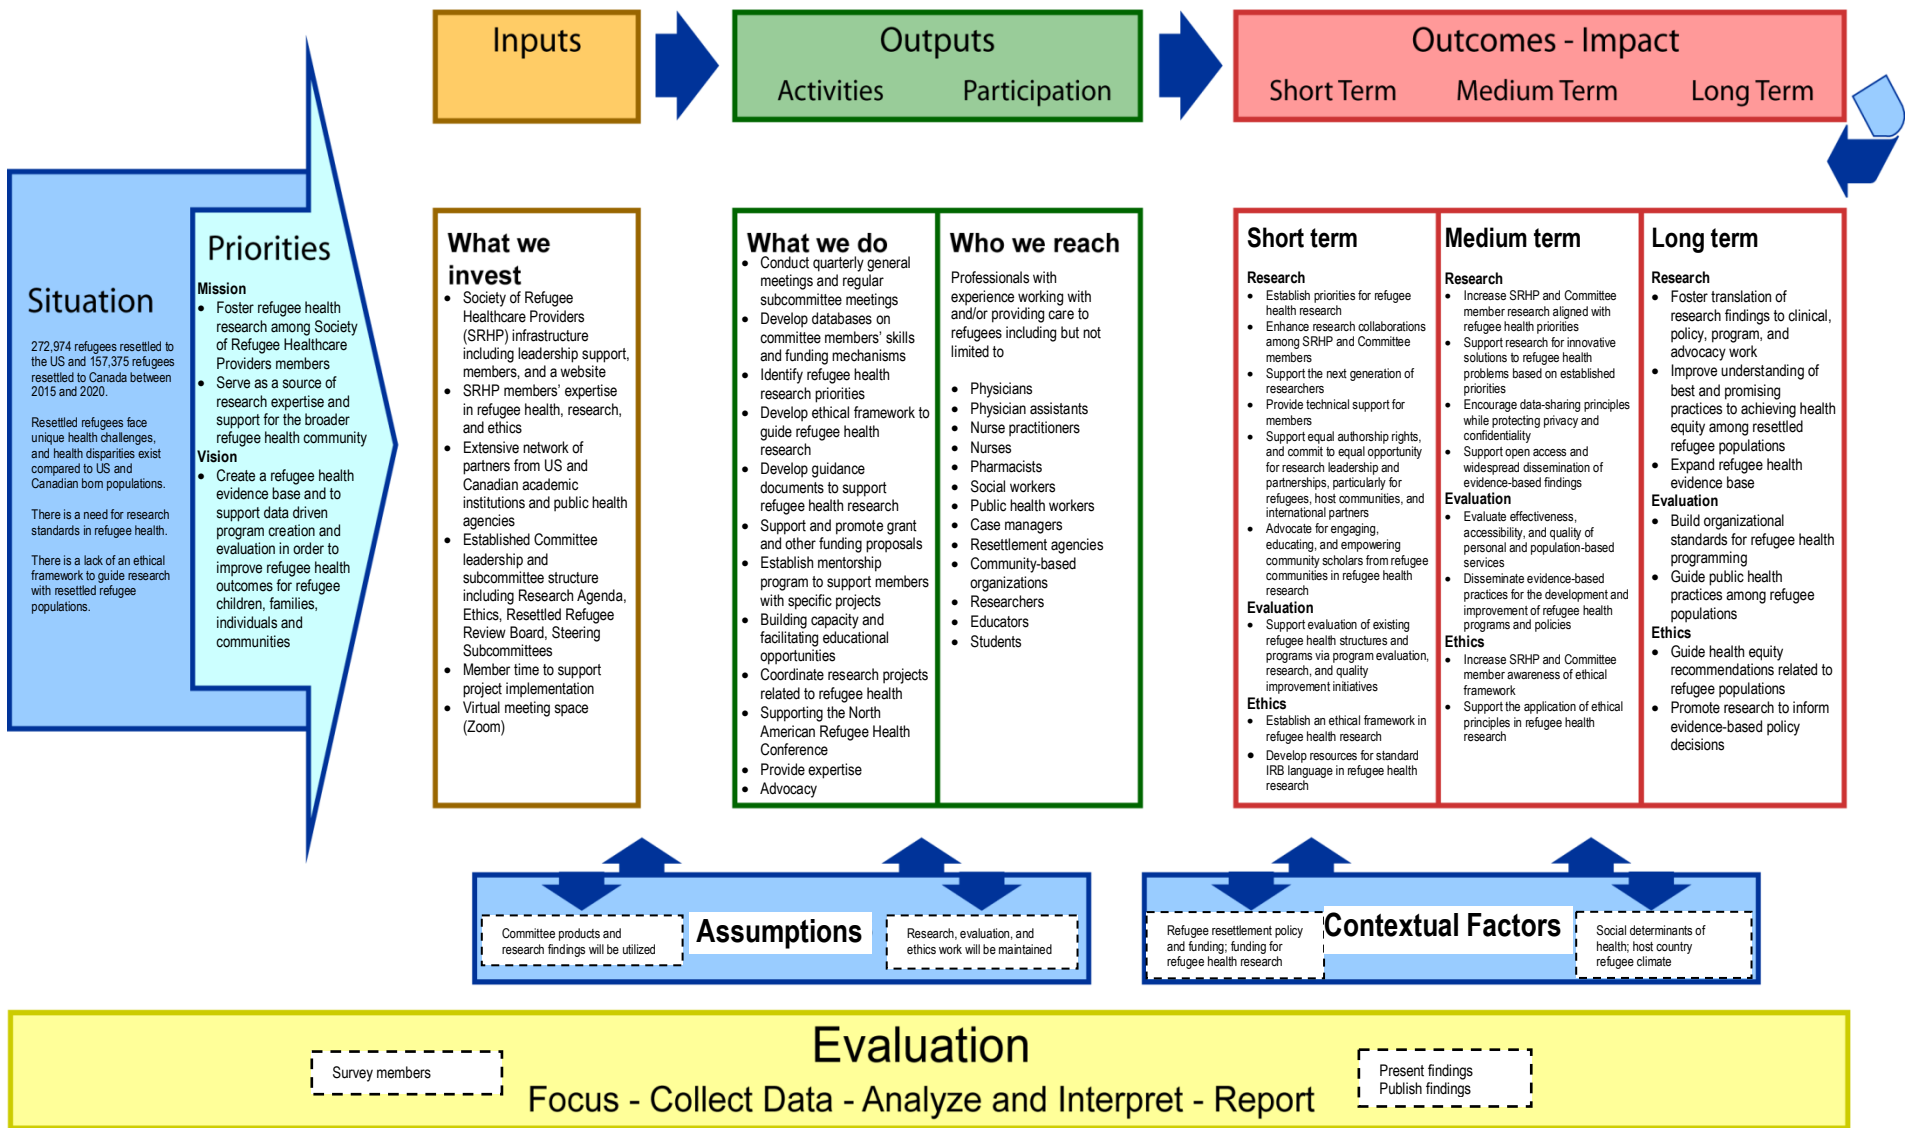 Inputs
Outputs
Activities
Participation
Outcomes - Impact
Short Term
Medium Term
Long Term
Situation
272,974 refugees resettled to
the US and 157,375 refugees
resettled to Canada between
2015 and 2020.
Resettled refugees face
unique health challenges,
and health disparities exist
compared to US and
Canadian born populations.
There is a need for research
standards in refugee health.
There is a lack of an ethical
framework to guide research
with resettled refugee
populations.
Priorities
Mission
• Foster refugee health
research among Society
of Refugee Healthcare
Providers members
• Serve as a source of
research expertise and
support for the broader
refugee health community
Vision
• Create a refugee health
evidence base and to
support data driven
program creation and
evaluation in order to
improve refugee health
outcomes for refugee
children, families,
individuals and
communities
What we
invest
• Society of Refugee
Healthcare Providers
(SRHP) infrastructure
including leadership support,
members, and a website
• SRHP members' expertise
in refugee health, research,
and ethics
• Extensive network of
partners from US and
Canadian academic
institutions and public health
agencies
• Established Committee
leadership and
subcommittee structure
including Research Agenda,
Ethics, Resettled Refugee
Review Board, Steering
Subcommittees
• Member time to support
project implementation
• Virtual meeting space
(Zoom)
What we do
• Conduct quarterly general
meetings and regular
subcommittee meetings
• Develop databases on
committee members' skills
and funding mechanisms
• Identify refugee health
research priorities
• Develop ethical framework to
guide refugee health
research
• Develop guidance
documents to support
refugee health research
• Support and promote grant
and other funding proposals
• Establish mentorship
program to support members
with specific projects
• Building capacity and
facilitating educational
opportunities
• Coordinate research projects
related to refugee health
• Supporting the North
American Refugee Health
Conference
• Provide expertise
• Advocacy
Who we reach
Professionals with
experience working with
and/or providing care to
refugees including but not
limited to
• Physicians
• Physician assistants
• Nurse practitioners
• Nurses
• Pharmacists
• Social workers
• Public health workers
• Case managers
• Resettlement agencies
• Community-based
organizations
• Researchers
• Educators
• Students
Short term
Research
• Establish priorities for refugee
health research
• Enhance research collaborations
among SRHP and Committee
members
• Support the next generation of
researchers
• Provide technical support for
members
• Support equal authorship rights,
and commit to equal opportunity
for research leadership and
partnerships, particularly for
refugees, host communities, and
international partners
• Advocate for engaging,
educating, and empowering
community scholars from refugee
communities in refugee health
research
Evaluation
• Support evaluation of existing
refugee health structures and
programs via program evaluation,
research, and quality
improvement initiatives
Ethics
• Establish an ethical framework in
refugee health research
• Develop resources for standard
IRB language in refugee health
research
Medium term
Research
• Increase SRHP and Committee
member research aligned with
refugee health priorities
• Support research for innovative
solutions to refugee health
problems based on established
priorities
• Encourage data-sharing principles
while protecting privacy and
confidentiality
• Support open access and
widespread dissemination of
evidence-based findings
Evaluation
• Evaluate effectiveness,
accessibility, and quality of
personal and population-based
services
• Disseminate evidence-based
practices for the development and
improvement of refugee health
programs and policies
Ethics
• Increase SRHP and Committee
member awareness of ethical
framework
• Support the application of ethical
principles in refugee health
research
Long term
Research
• Foster translation of
research findings to clinical,
policy, program, and
advocacy work
• Improve understanding of
best and promising
practices to achieving health
equity among resettled
refugee populations
• Expand refugee health
evidence base
Evaluation
• Build organizational
standards for refugee health
programming
• Guide public health
practices among refugee
populations
Ethics
• Guide health equity
recommendations related to
refugee populations
• Promote research to inform
evidence-based policy
decisions
Committee products and
research findings will be utilized
Assumptions
Research, evaluation, and
ethics work will be maintained
Refugee resettlement policy
and funding; funding for
refugee health research
Contextual Factors
Social determinants of
health; host country
refugee climate
Evaluation
Survey members
Present findings
Publish findings
Focus - Collect Data - Analyze and Interpret - Report